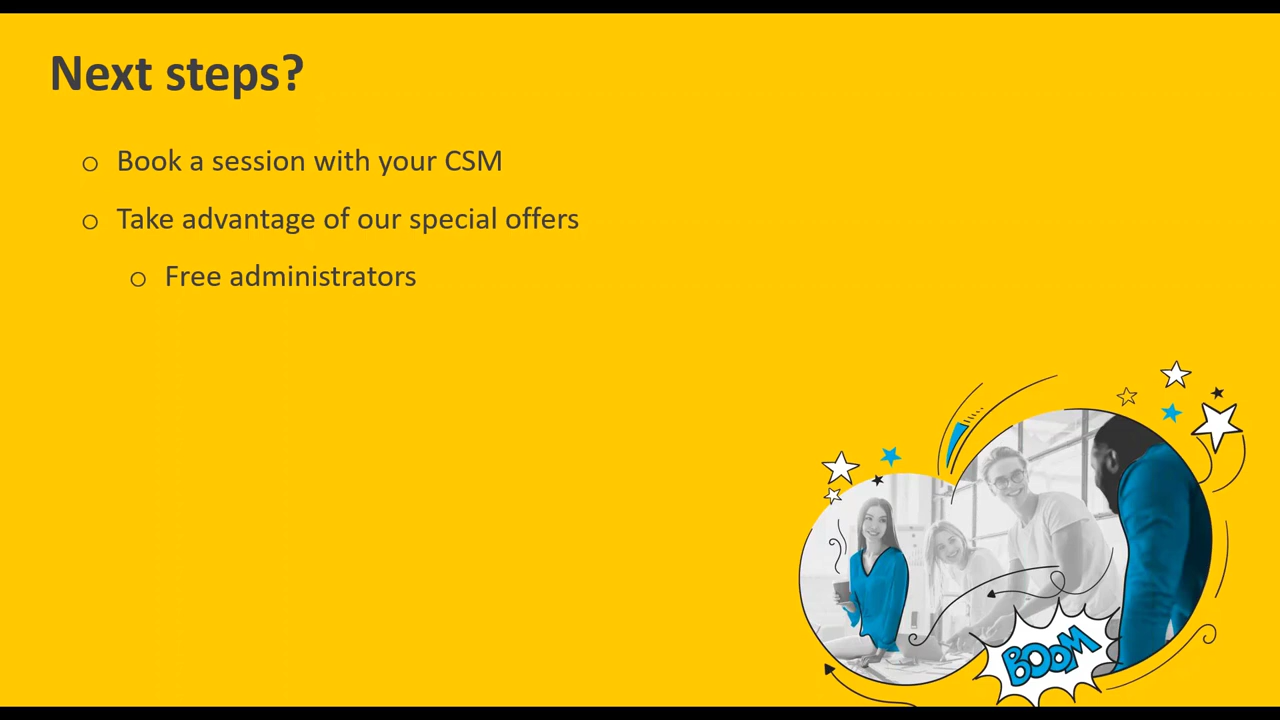 Next steps?
Book a session with your CSM
Take advantage of our special offers
Free administrators
BOOM